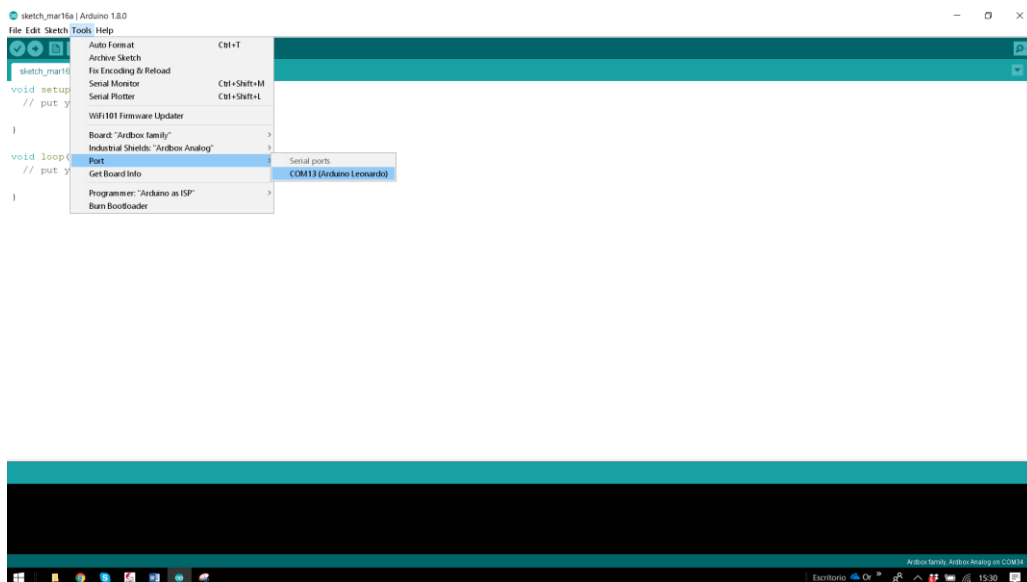 sketch_mar16a | Arduino 1.8.0
File Edit Sketch Tools Help
sketch_mar16
Auto Format Ctrl+T
Archive Sketch
Fix Encoding & Reload
Serial Monitor Ctrl+Shift+M
Serial Plotter Ctrl+Shift+L
WiFi101 Firmware Updater
Board: "Ardbox family"
Industrial Shields: "Ardbox Analog"
Port
Get Board Info
Programmer: "Arduino as ISP"
Burn Bootloader
Serial ports
COM13 (Arduino Leonardo)
void setup
// put y
}
void loop(
// put y
}
Ardbox family, Ardbox Analog on COM34
Escritorio Or 15:30